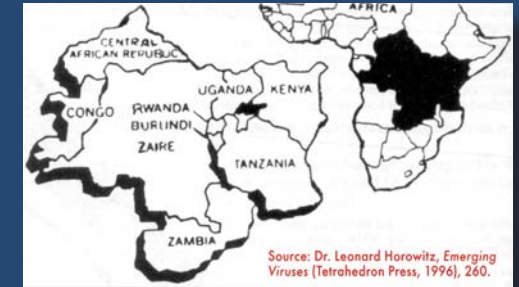 AFRICA
CENTRAL
AFRICAN REPUBLIC
UGANDA
KENYA
CONGO
RWANDA
BURLINDI
ZAIRE
TANZANIA
ZAMBIA
Source: Dr. Leonard Horowitz, Emerging
Viruses (Tetrahedron Press, 1996), 260.